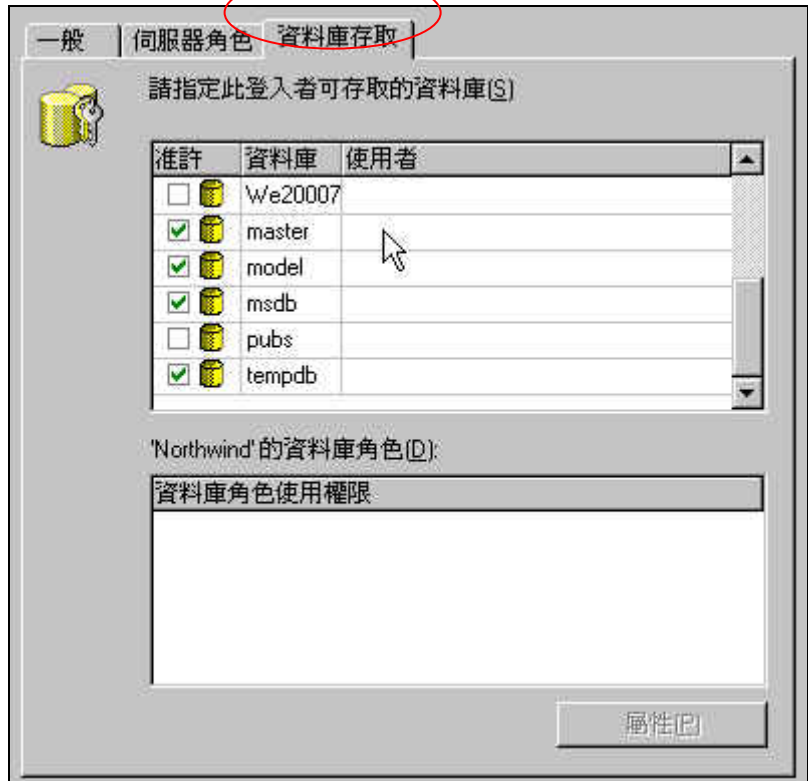 一般 伺服器角色 資料庫存取
請指定此登入者可存取的資料庫(S)
准許 資料庫 使用者
We20007
master
model
msdb
pubs
tempdb
'Northwind' 的資料庫角色(D):
資料庫角色使用權限
屬性(P)